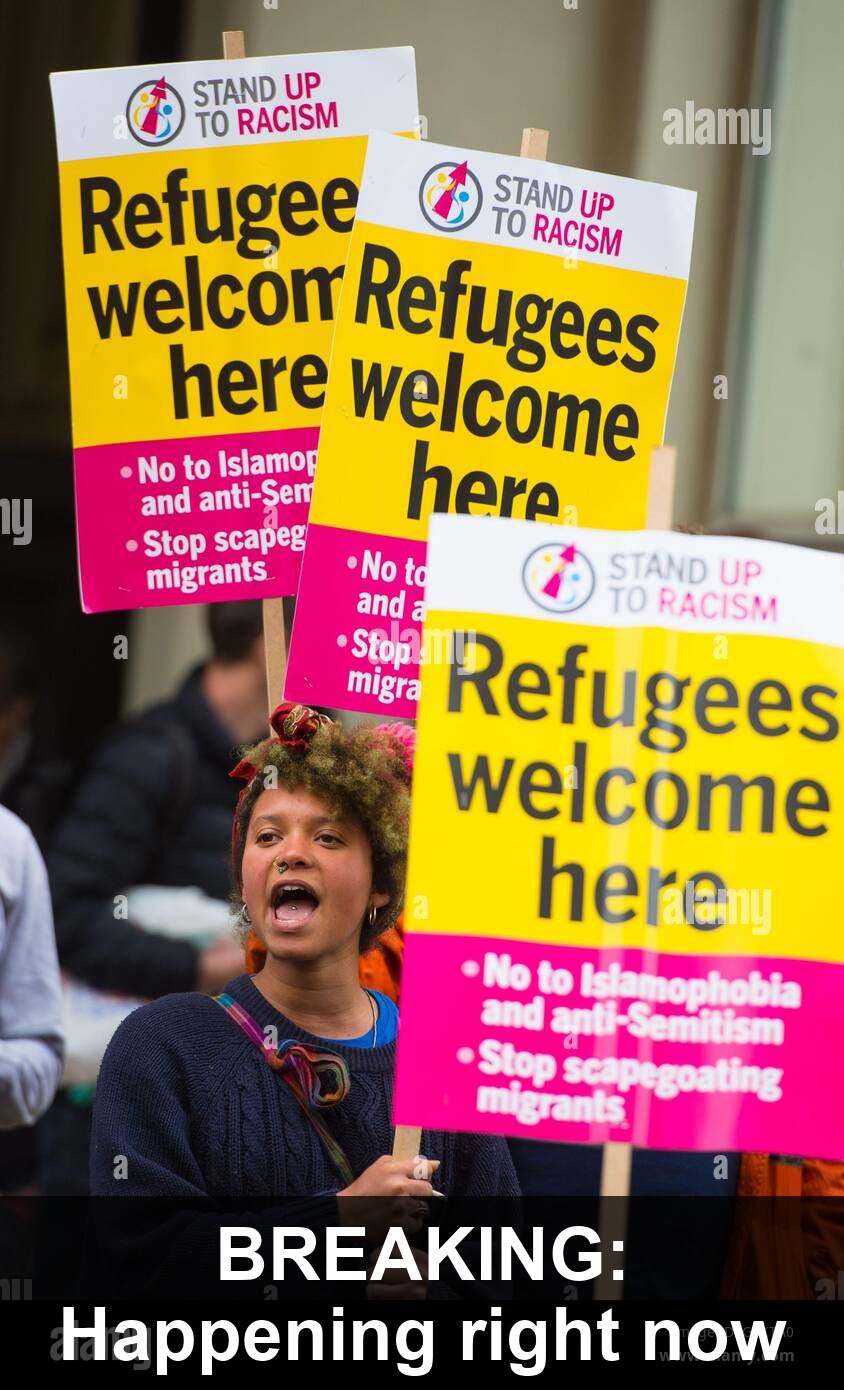 STAND UP
TO RACISM
Refugee
welcom
here
No to Islamop
and anti-Sem
Stop scapeg
migrants
STAND UP
TO RACISM
Refugees
welcome
here
No to
and a
Stop
migra
STAND UP
TO RACISM
Refugees
welcome
here
No to Islamophobia
and anti-Semitism
Stop scapegoating
migrants
alamy
alamy
BREAKING:
Happening right now